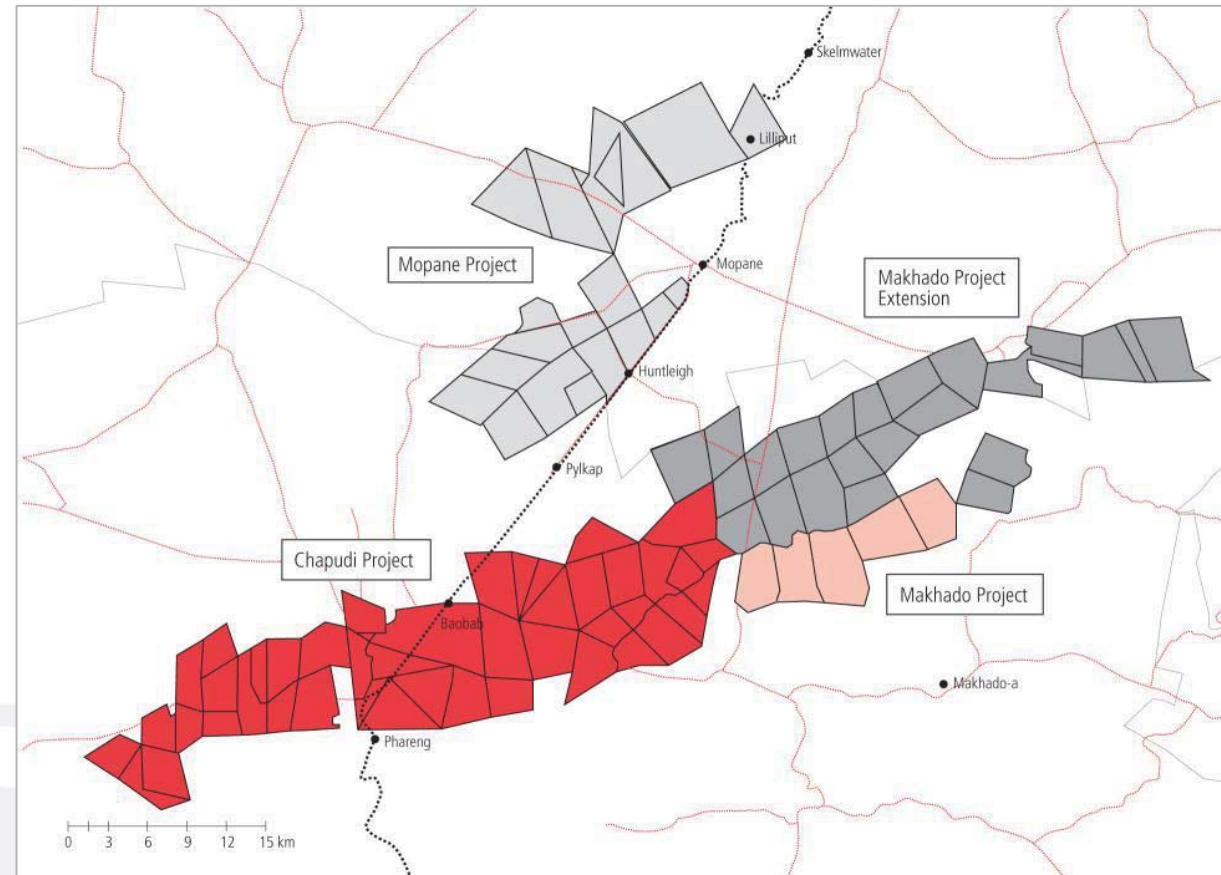 Skelmwater
Lilliput
Mopane Project
Mopane
Makhado Project
Extension
Huntleigh
Pylkap
Chapudi Project
Baobab
Makhado Project
Makhado-a
Phareng
0 3 6 9 12 15 km